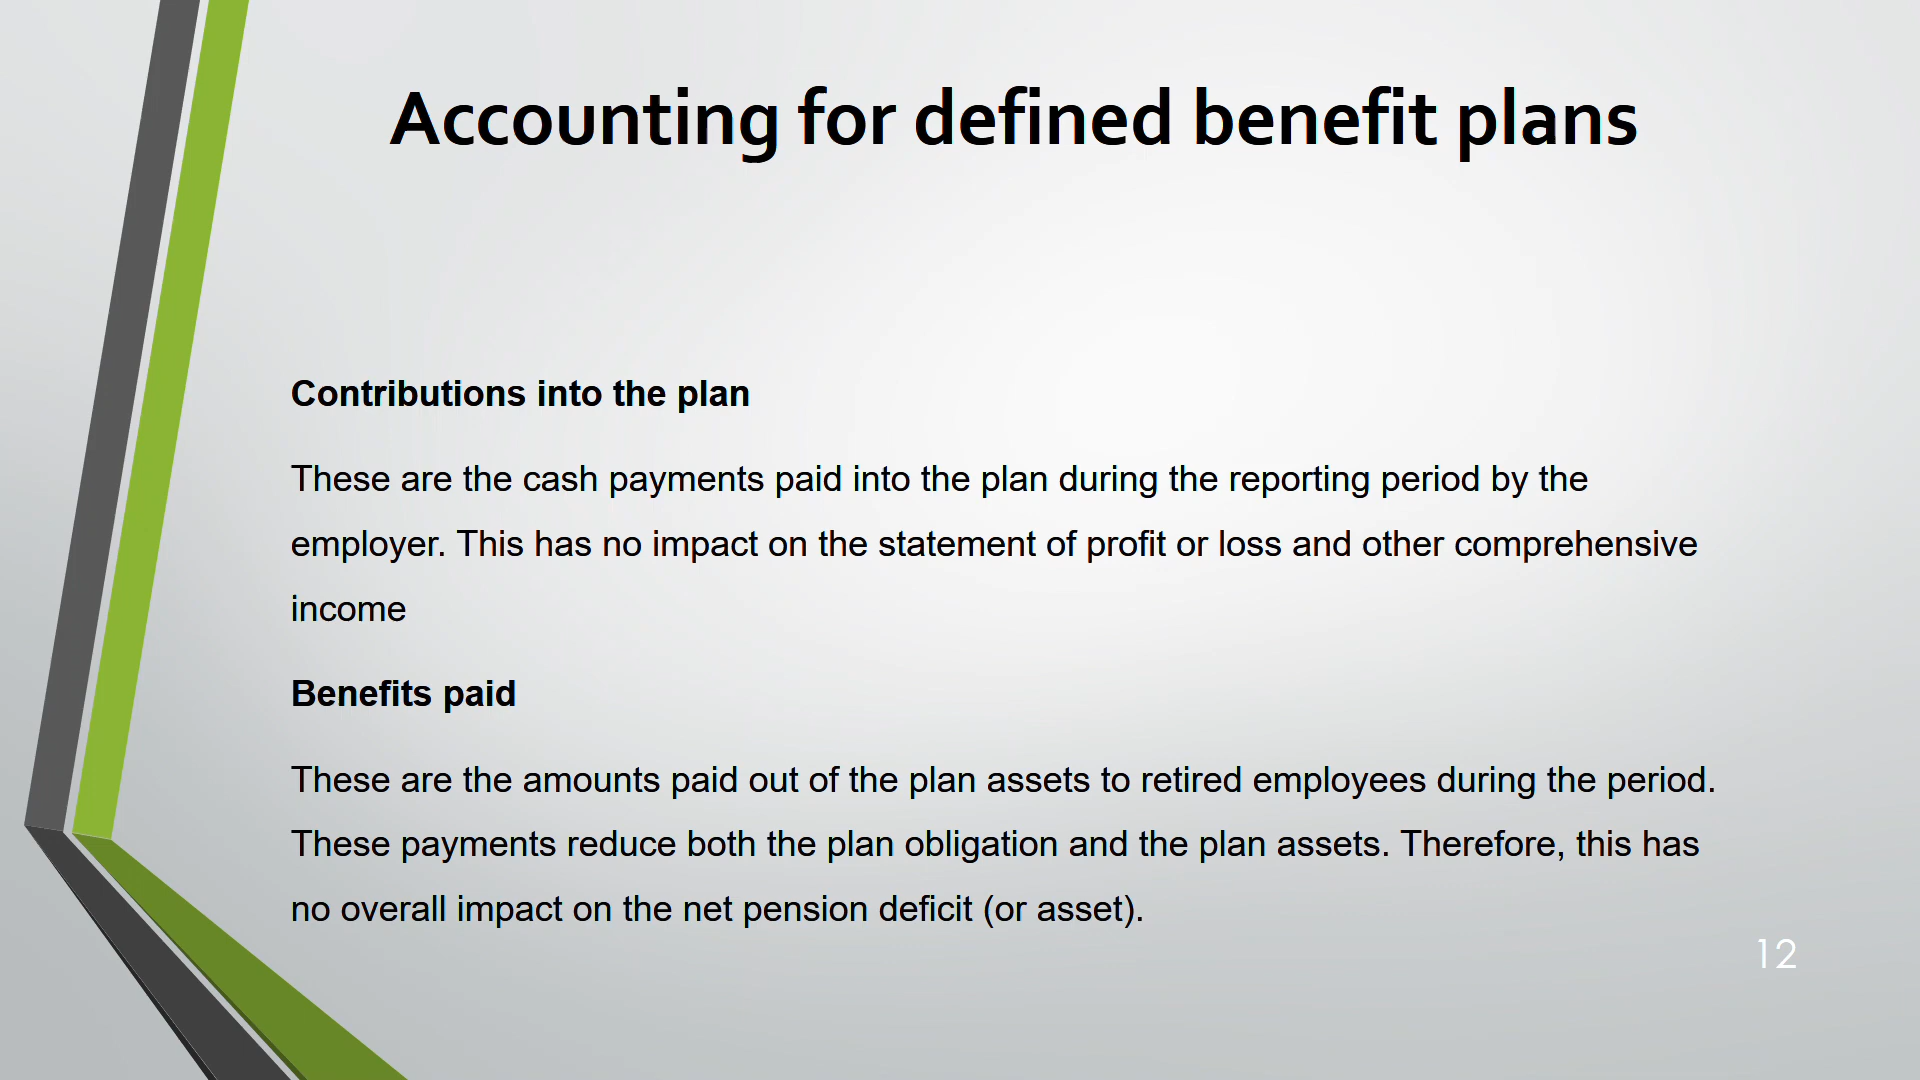 Accounting for defined benefit plans
Contributions into the plan
These are the cash payments paid into the plan during the reporting period by the
employer. This has no impact on the statement of profit or loss and other comprehensive
income
Benefits paid
These are the amounts paid out of the plan assets to retired employees during the period.
These payments reduce both the plan obligation and the plan assets. Therefore, this has
no overall impact on the net pension deficit (or asset).
12